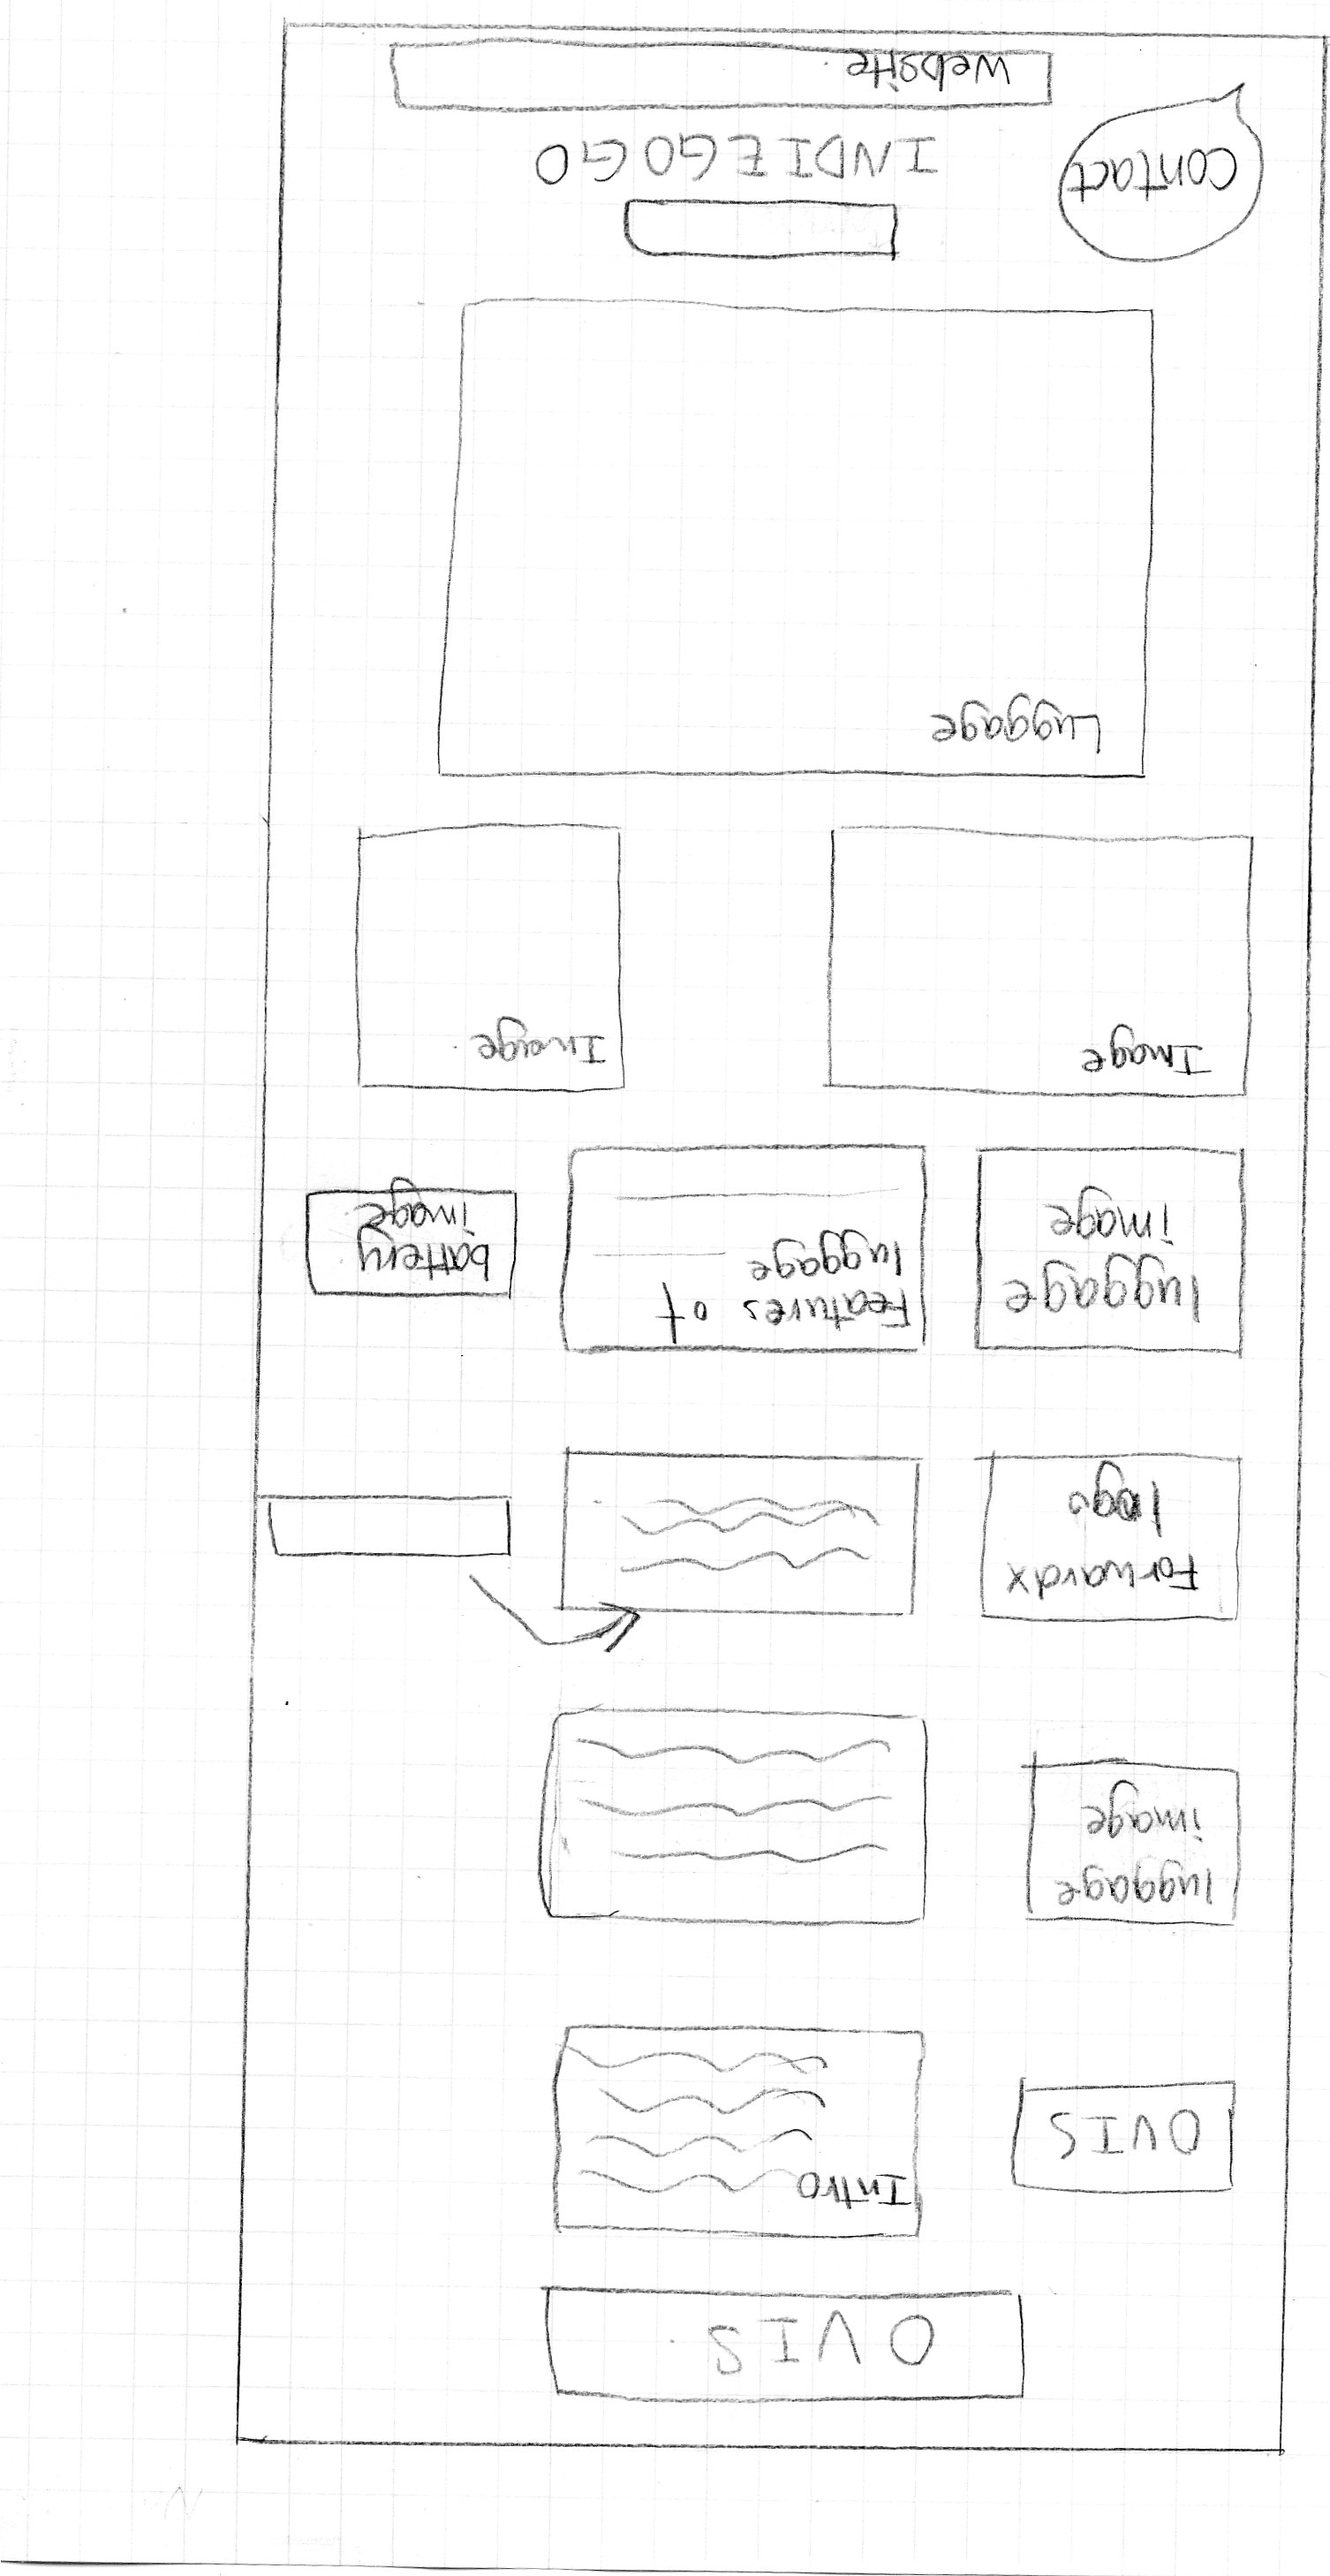 OVIS
Intro
OVIS
luggage
image
Forwardx
logo
luggage
image
Features of
luggage
battery
image
Image
Image
Luggage
Contact
INDIEGOGO
Website